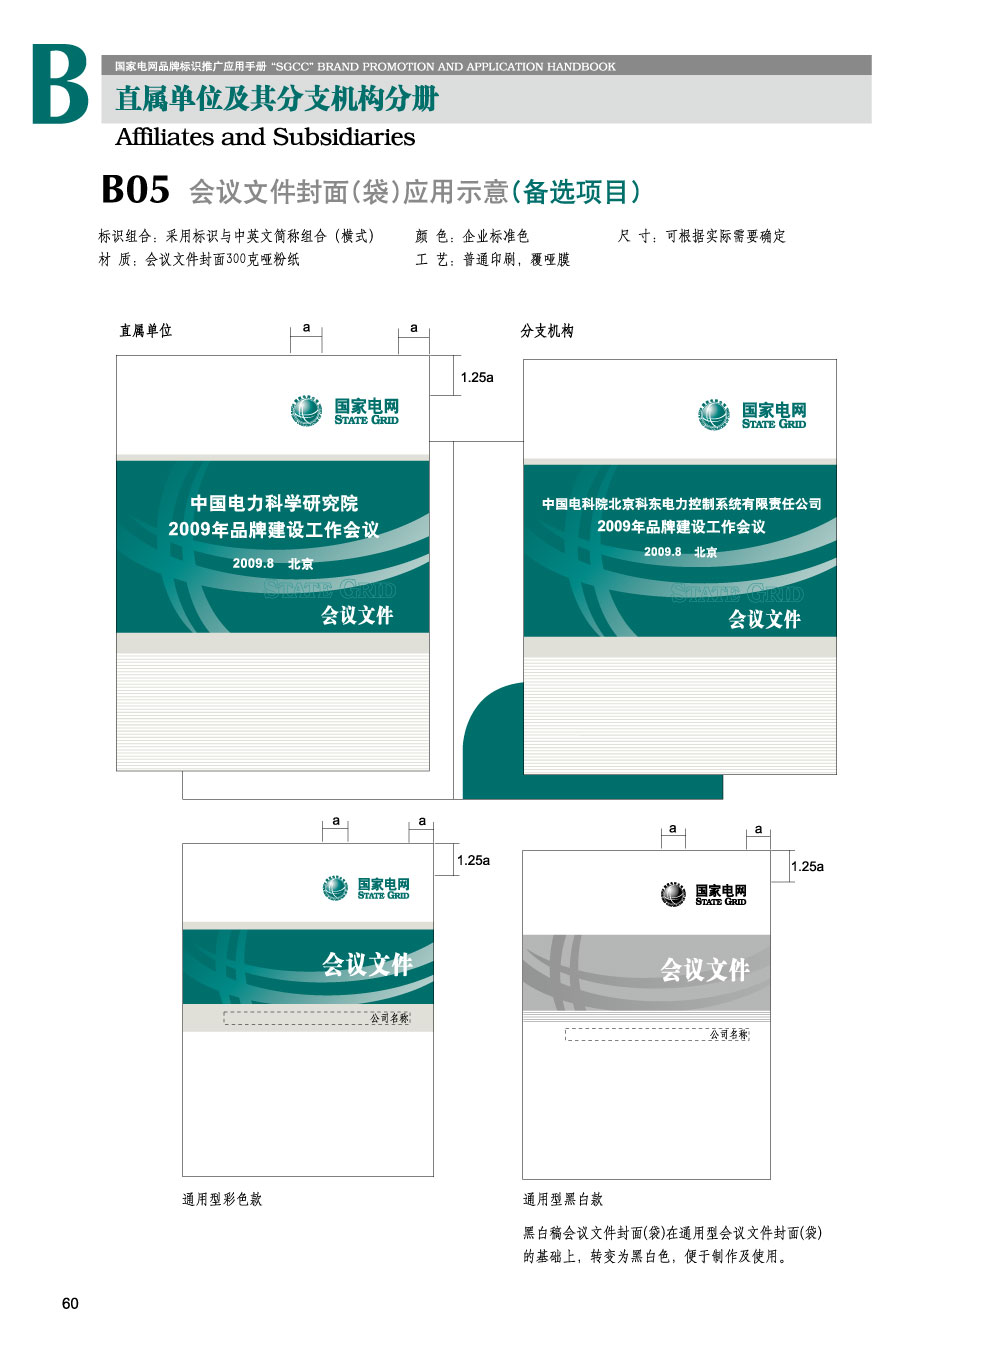 B
国家电网品牌标识推广应用手册 “SGCC” BRAND PROMOTION AND APPLICATION HANDBOOK
直属单位及其分支机构分册
Affiliates and Subsidiaries
B05 会议文件封面(袋)应用示意(备选项目)
标识组合：采用标识与中英文简称组合（横式） 颜 色：企业标准色 尺 寸：可根据实际需要确定
材 质：会议文件封面300克哑粉纸 工 艺：普通印刷，覆哑膜
直属单位
a
a
1.25a
国家电网
STATE GRID
中国电力科学研究院
2009年品牌建设工作会议
2009.8 北京
STATE GRID
会议文件
分支机构
国家电网
STATE GRID
中国电科院北京科东电力控制系统有限责任公司
2009年品牌建设工作会议
2009.8 北京
STATE GRID
会议文件
a
a
1.25a
国家电网
STATE GRID
会议文件
公司名称
通用型彩色款
a
a
1.25a
国家电网
STATE GRID
会议文件
公司名称
通用型黑白款
黑白稿会议文件封面(袋)在通用型会议文件封面(袋)
的基础上，转变为黑白色，便于制作及使用。
60